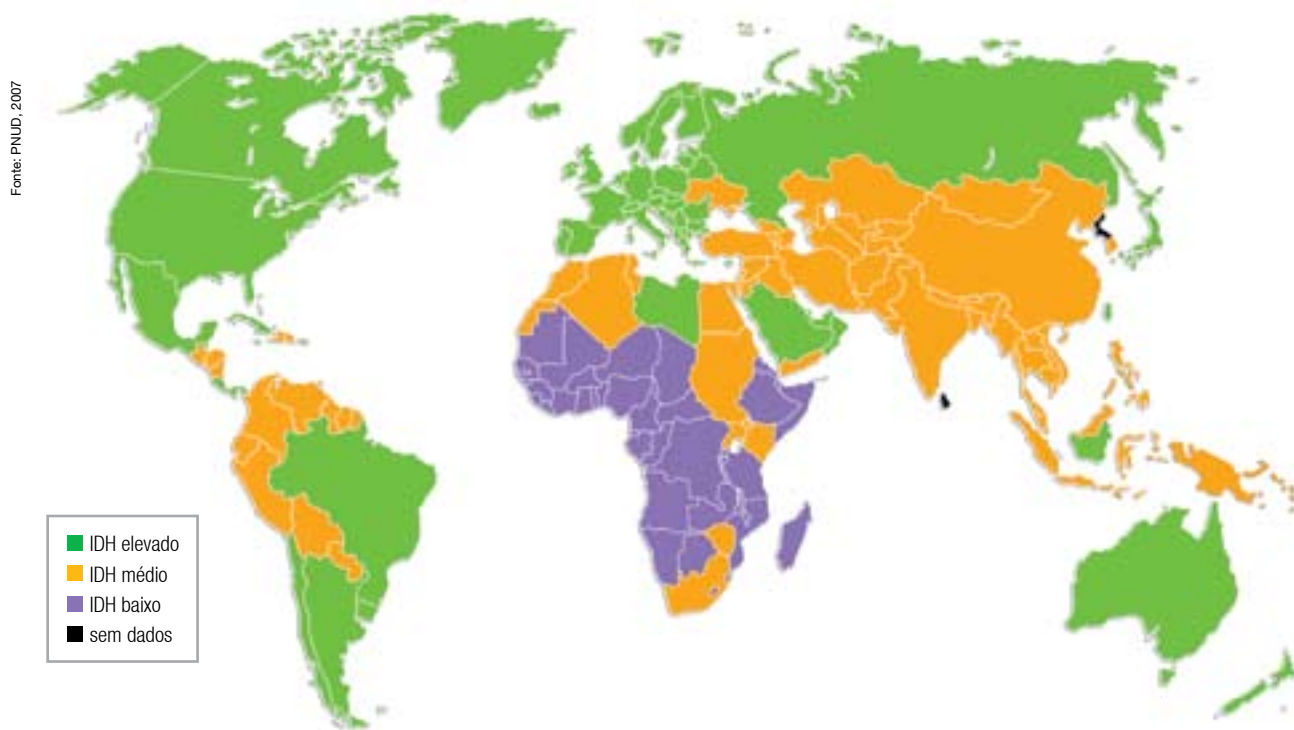 Fonte: PNUD, 2007
IDH elevado
IDH médio
IDH baixo
sem dados